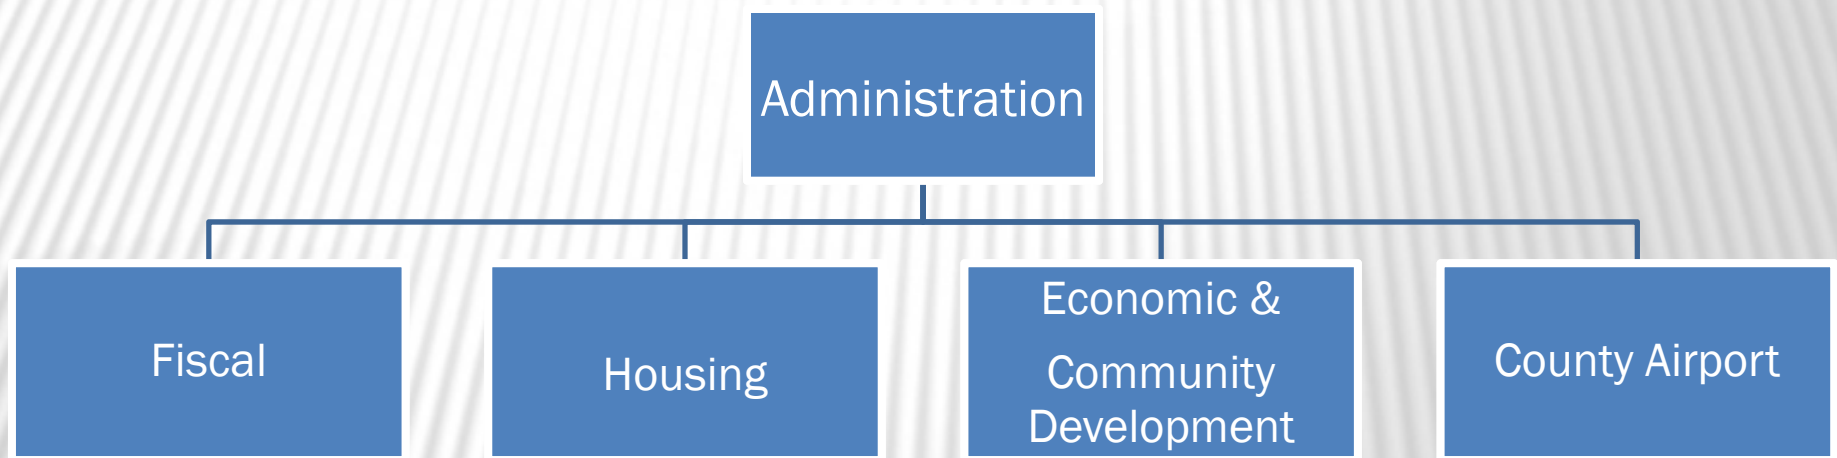 Administration
Fiscal
Housing
Economic &
Community
Development
County Airport